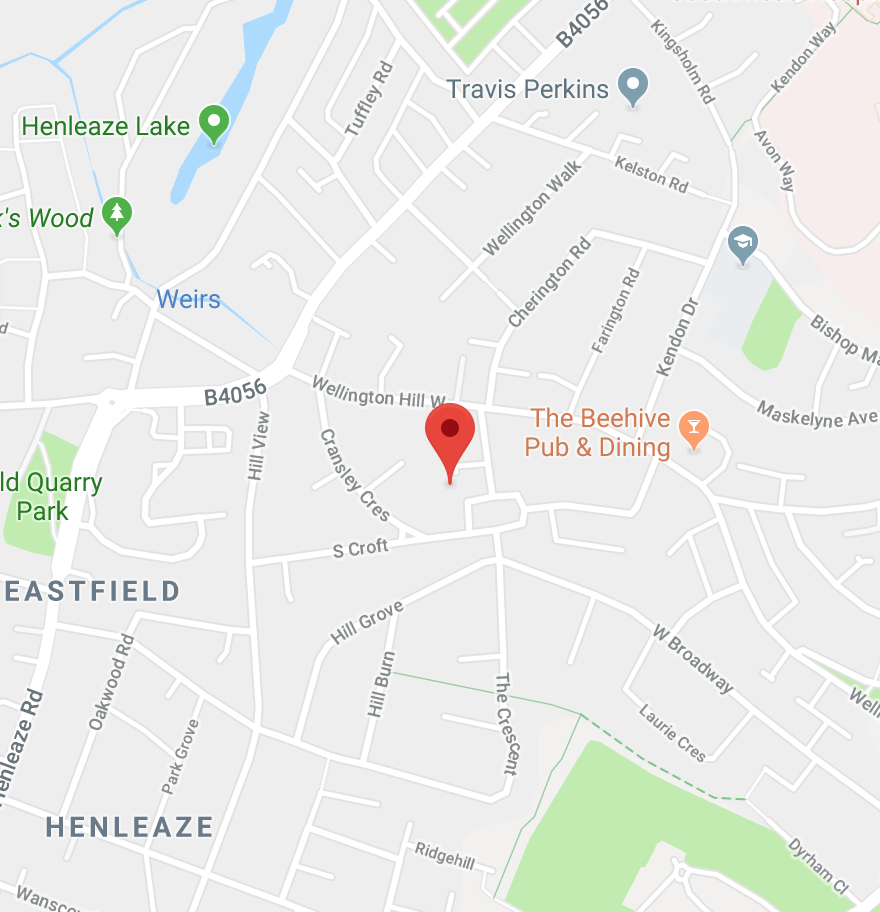 B4056
Kingsholm Rd
Kendon Way
Travis Perkins
Tuffley Rd
Henleaze Lake
Avon Way
Kelston Rd
Wellington Walk
k's Wood
Cherington Rd
Farington Rd
Weirs
Kendon Dr
Bishop Ma
d
Wellington Hill W
B4056
Maskelyne Ave
The Beehive
Pub & Dining
Hill View
Cransley Cres
ld Quarry
Park
S Croft
EASTFIELD
Hill Grove
W Broadway
Oakwood Rd
Hill Burn
The Crescent
Well
Henleaze Rd
Park Grove
Laurie Cres
HENLEAZE
Ridgehill
Dyrham Cl
Wansco